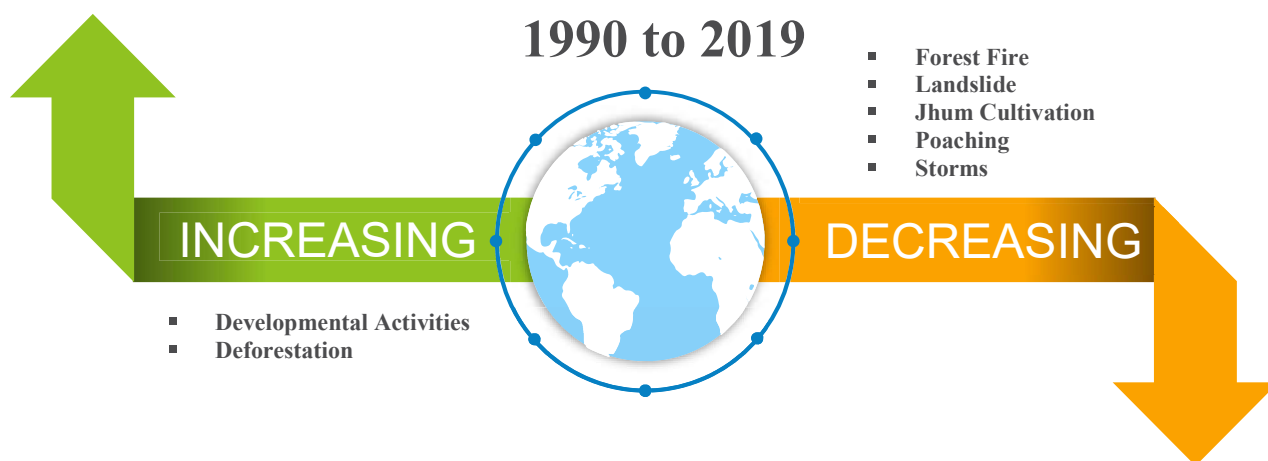 1990 to 2019
▪ Forest Fire
▪ Landslide
▪ Jhum Cultivation
▪ Poaching
▪ Storms
INCREASING
DECREASING
▪ Developmental Activities
▪ Deforestation